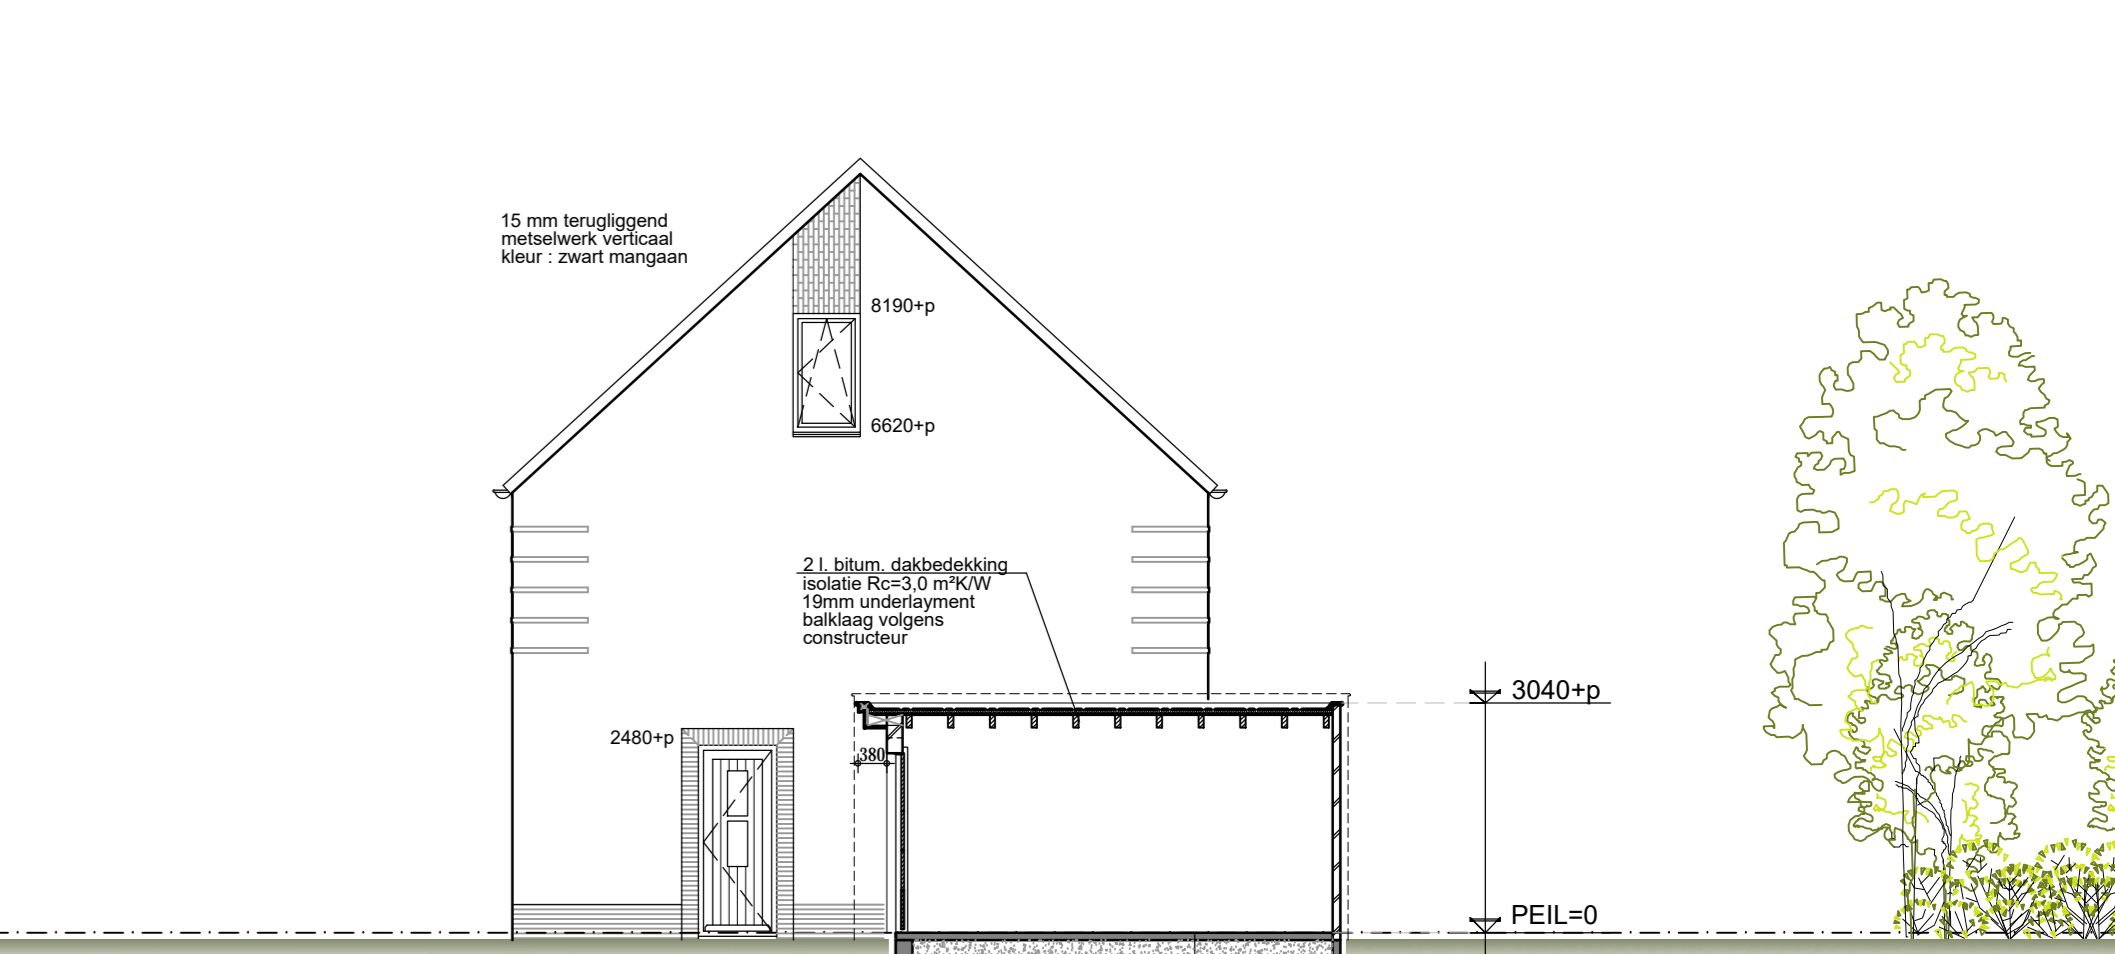 15 mm terugliggend
metselwerk verticaal
kleur : zwart mangaan
8190+p
6620+p
2 l. bitum. dakbedekking
isolatie Rc=3,0 m²K/W
19mm underlayment
balklaag volgens
constructeur
3040+p
2480+p
380
PEIL=0